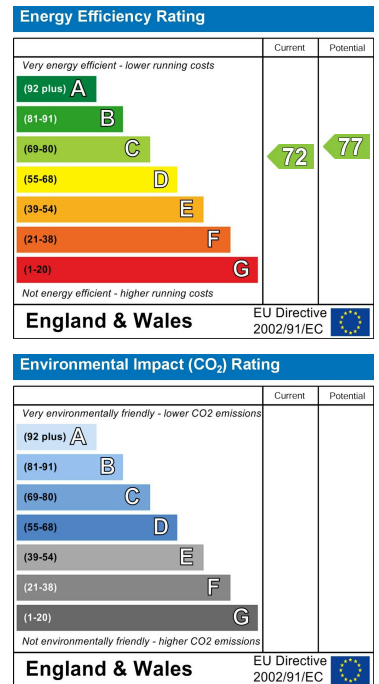 Energy Efficiency Rating
Current Potential
Very energy efficient - lower running costs
(92 plus) A
(81-91) B
(69-80) C
72 77
(55-68) D
(39-54) E
(21-38) F
(1-20) G
Not energy efficient - higher running costs
England & Wales
EU Directive
2002/91/EC
Environmental Impact (CO₂) Rating
Current Potential
Very environmentally friendly - lower CO2 emissions
(92 plus) A
(81-91) B
(69-80) C
(55-68) D
(39-54) E
(21-38) F
(1-20) G
Not environmentally friendly - higher CO2 emissions
England & Wales
EU Directive
2002/91/EC